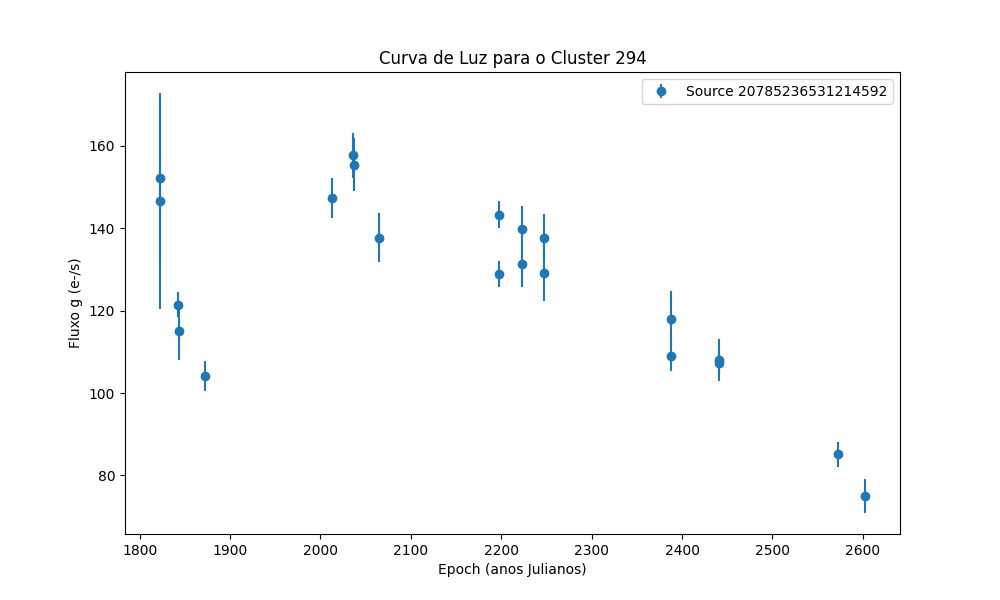 Curva de Luz para o Cluster 294
Source 20785236531214592
Fluxo g (e-/s)
160
140
120
100
80
1800 1900 2000 2100 2200 2300 2400 2500 2600
Epoch (anos Julianos)